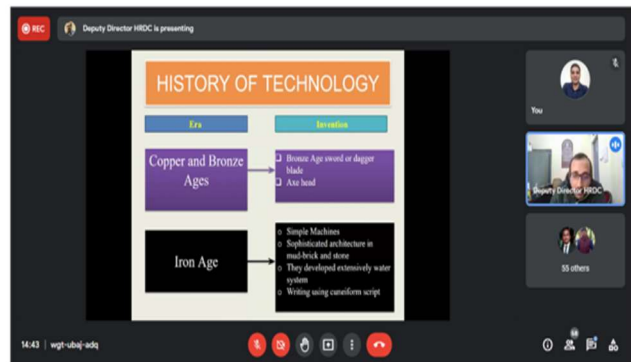 REC
Deputy Director HRDC is presenting
HISTORY OF TECHNOLOGY
Era
Invention
Copper and Bronze
Ages
Bronze Age sword or dagger
blade
Axe head
Iron Age
Simple Machines
Sophisticated architecture in
mud-brick and stone
They developed extensively water
system
Writing using cuneiform script
You
Deputy Director HRDC
55 others
14:43 | wgt-ubaj-adq